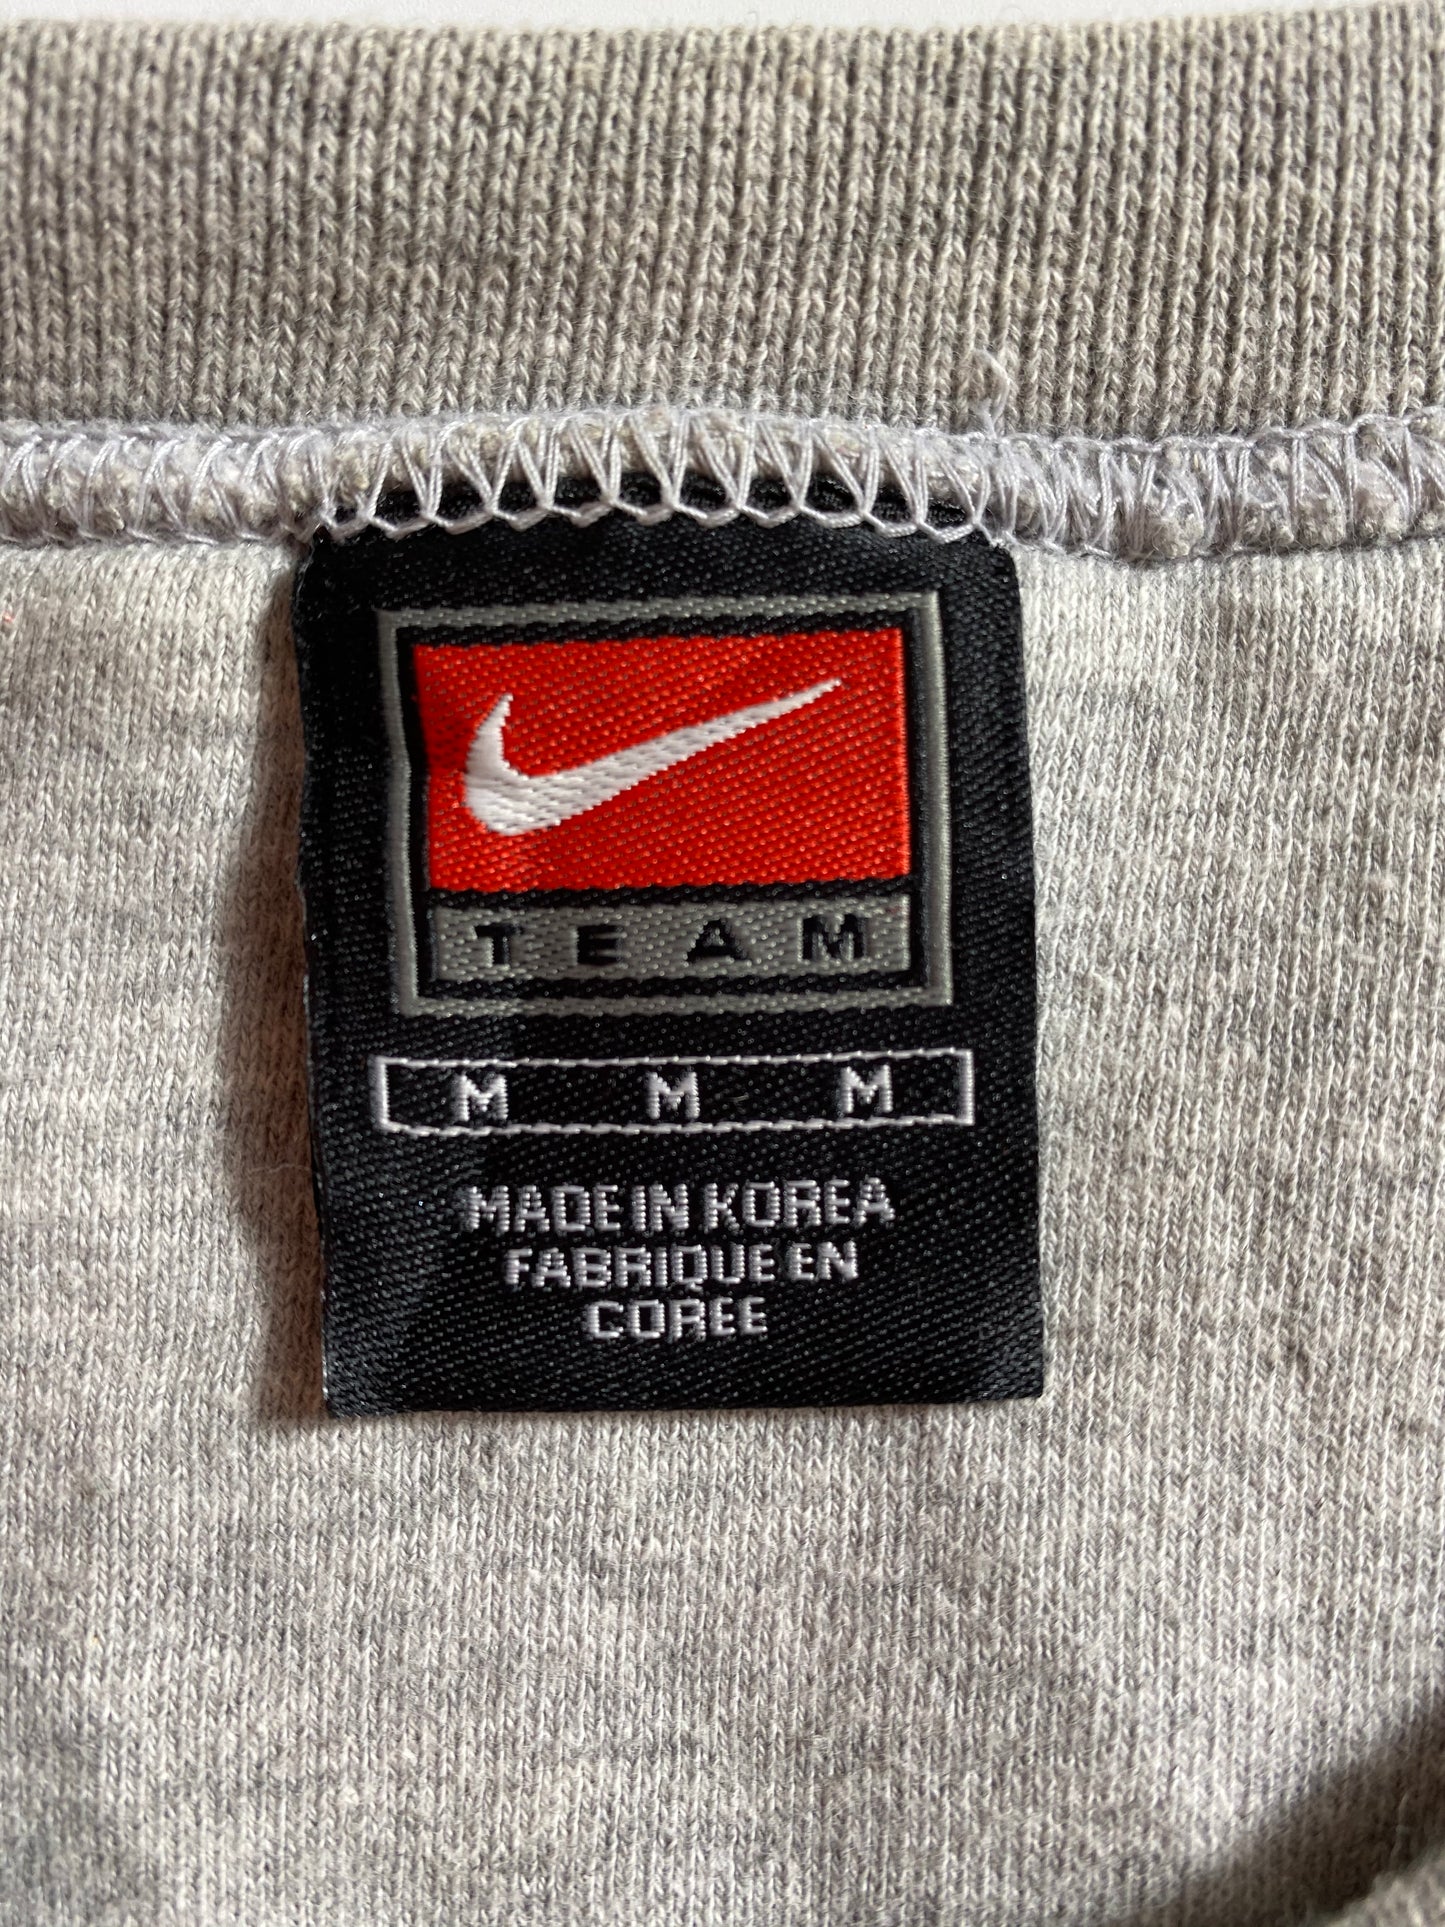 TEAM
M M M
MADE IN KOREA
FABRIQUE EN
COREE